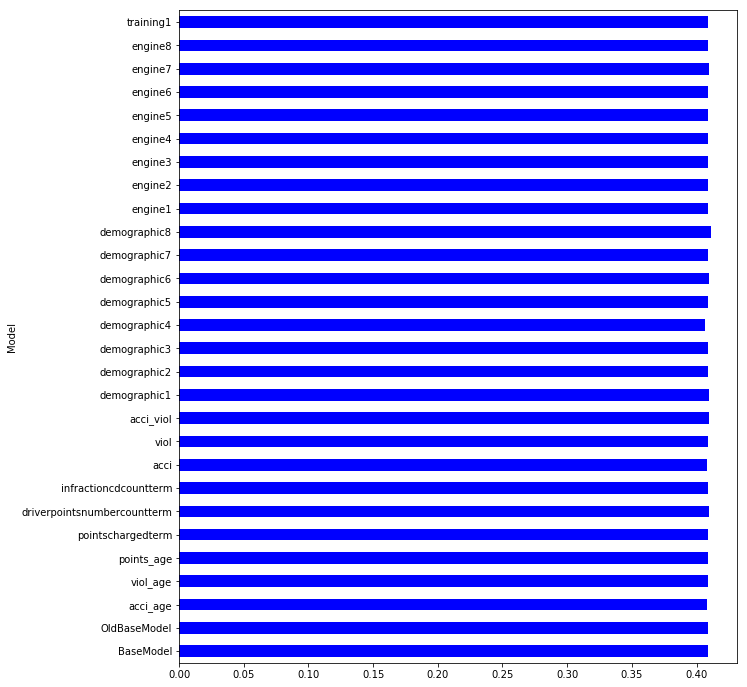 training1
engine8
engine7
engine6
engine5
engine4
engine3
engine2
engine1
demographic8
demographic7
demographic6
demographic5
demographic4
demographic3
demographic2
demographic1
acci_viol
viol
acci
infractioncdcountterm
driverpointsnumbercountterm
pointschargedterm
points_age
viol_age
acci_age
OldBaseModel
BaseModel
Model
0.00 0.05 0.10 0.15 0.20 0.25 0.30 0.35 0.40